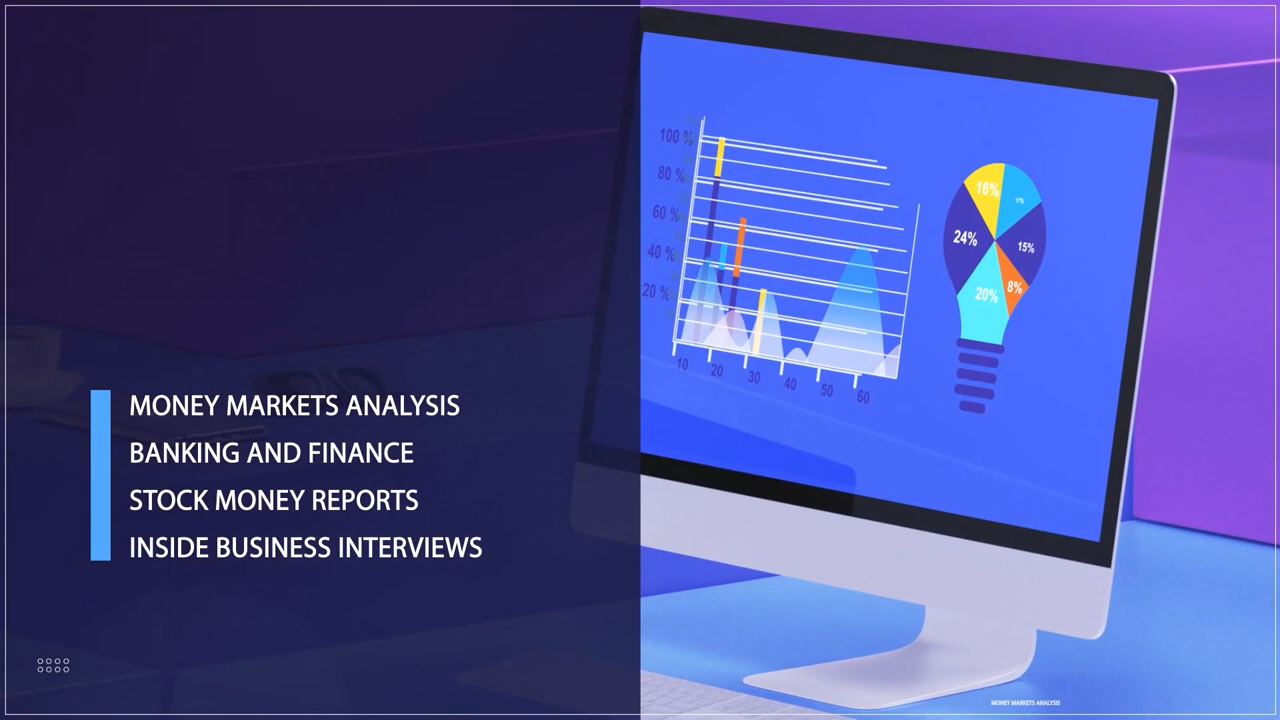 MONEY MARKETS ANALYSIS
BANKING AND FINANCE
STOCK MONEY REPORTS
INSIDE BUSINESS INTERVIEWS
100 %
80 %
60 %
40 %
20 %
10 20 30 40 50 60
16%
17%
24%
15%
20%
8%
MONEY MARKETS ANALYSIS